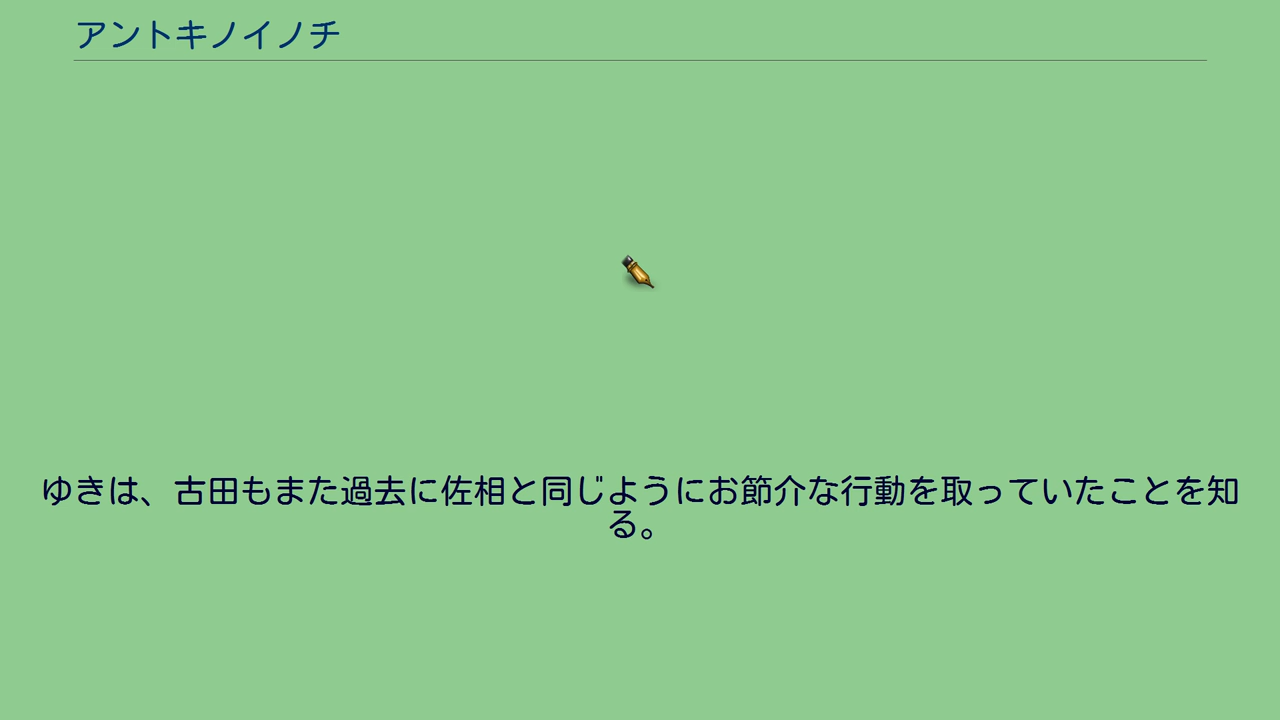 アントキノイノチ
ゆきは、古田もまた過去に佐相と同じようにお節介な行動を取っていたことを知
る。